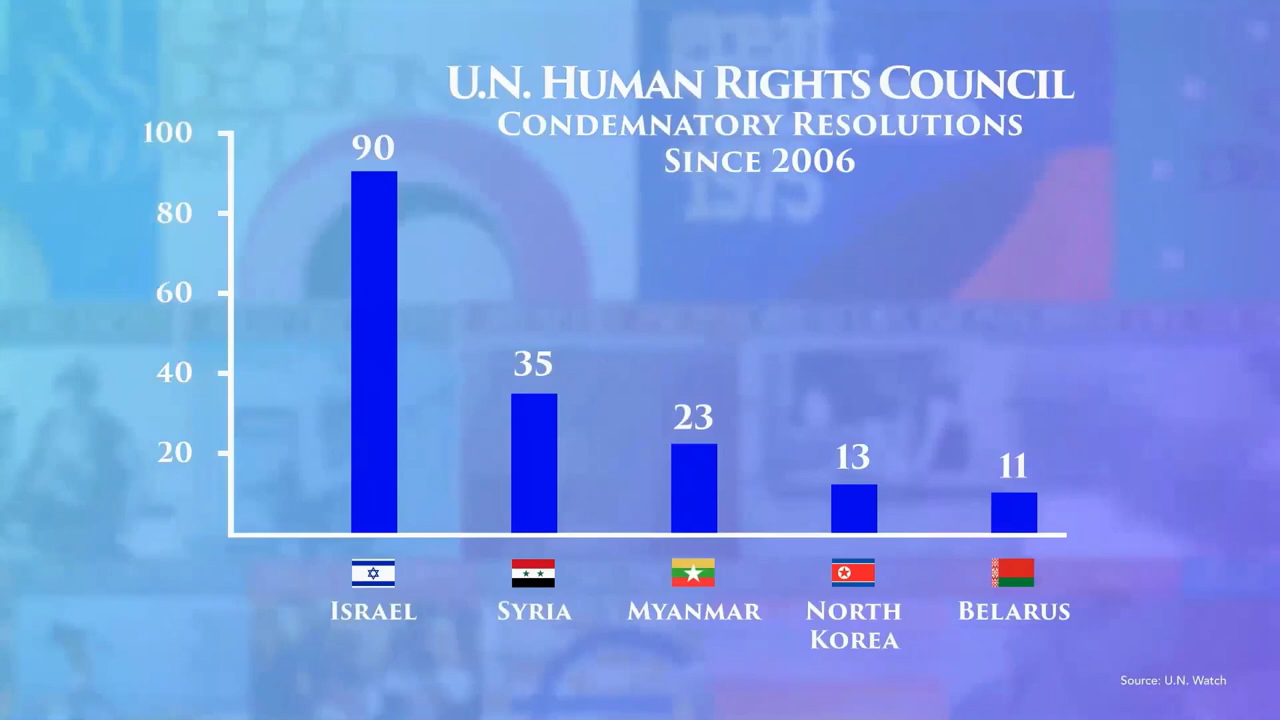 U.N. Human Rights Council
Condemnatory Resolutions
Since 2006
100
80
60
40
20
90
35
23
13
11
Israel
Syria
Myanmar
North
Korea
Belarus
Source: U.N. Watch